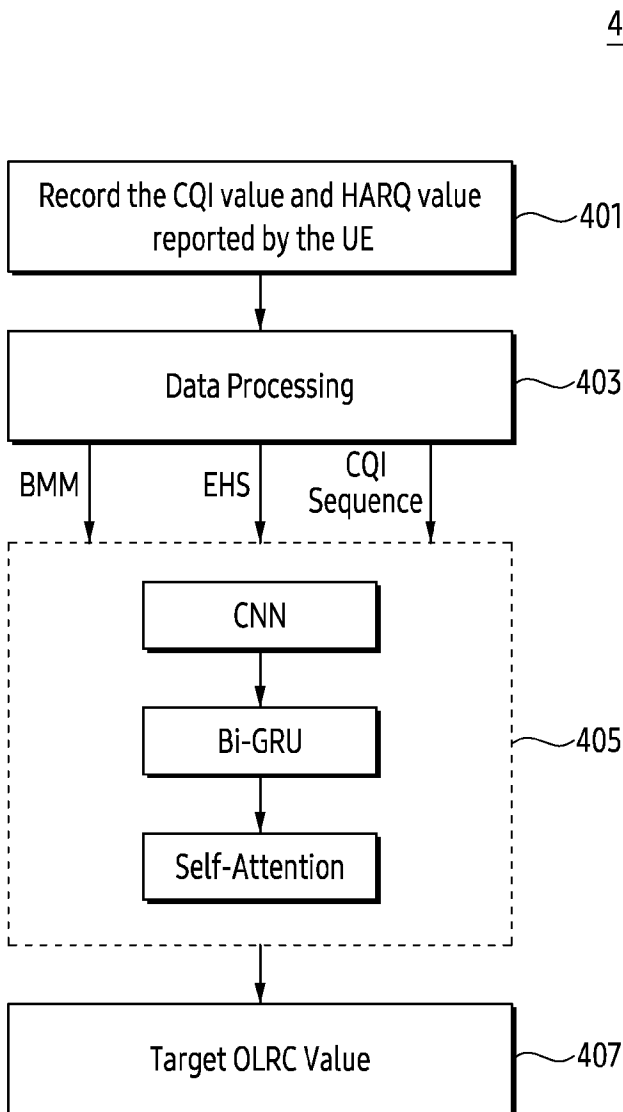 4
Record the CQI value and HARQ value
reported by the UE
401
Data Processing
403
BMM
EHS
CQI
Sequence
CNN
Bi-GRU
Self-Attention
405
Target OLRC Value
407